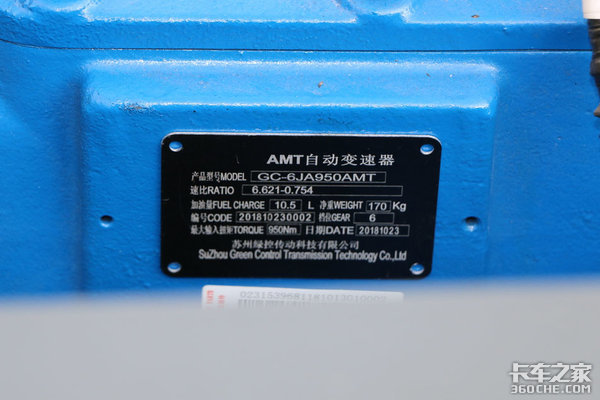 AMT自动变速器
产品型号MODEL GC-6JA950AMT
速比RATIO 6.621-0.754
加油量FUEL CHARGE 10.5 L 净重WEIGHT 170 Kg
编号CODE 201810230002 档位GEAR 6
最大输入扭矩TORQUE 950Nm 日期DATE 20181023
苏州绿控传动科技有限公司
SuZhou Green Control Transmission Technology Co.,Ltd
0231539681181013010002
卡车之家
360CHE.COM